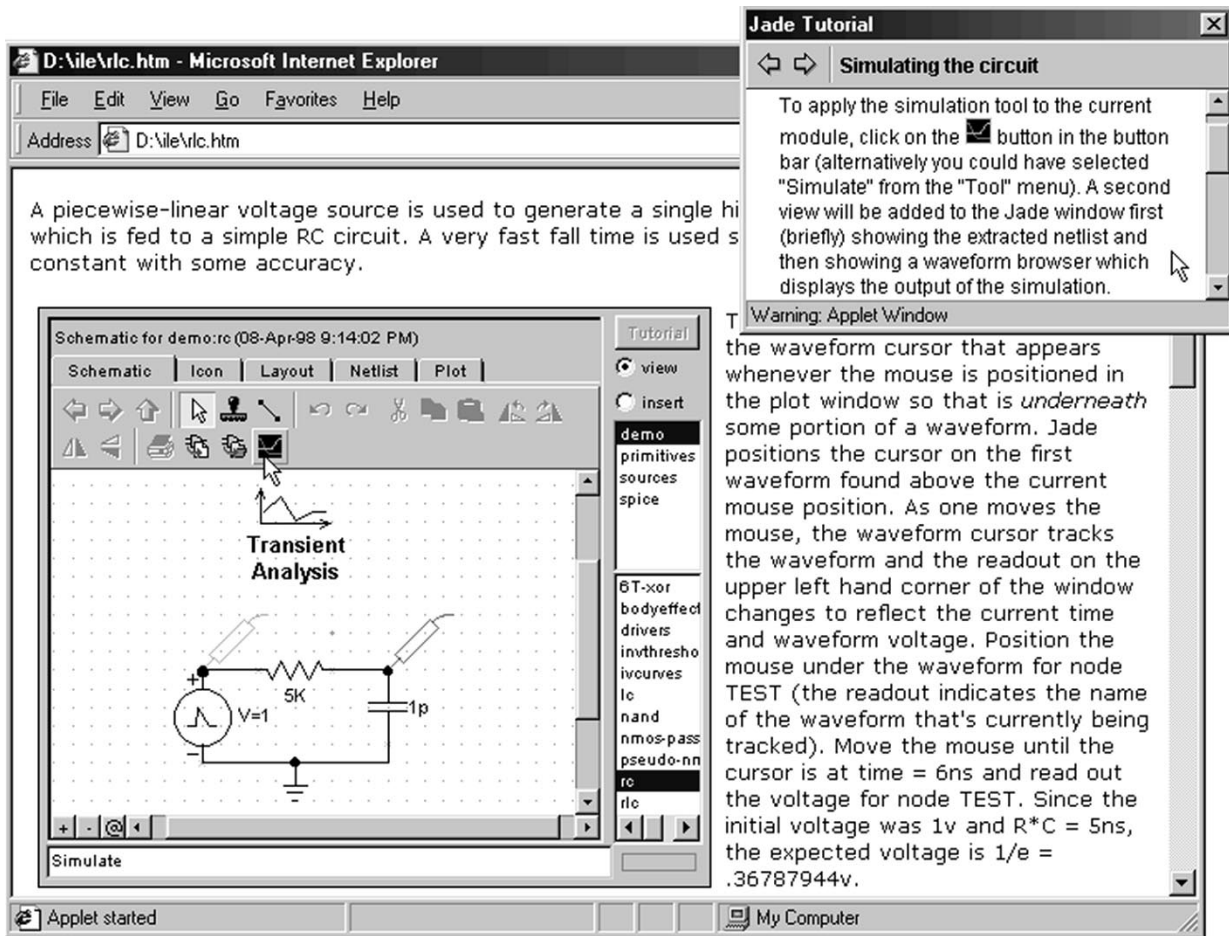 Jade Tutorial
Simulating the circuit
To apply the simulation tool to the current
module, click on the button in the button
bar (alternatively you could have selected
"Simulate" from the "Tool" menu). A second
view will be added to the Jade window first
(briefly) showing the extracted netlist and
then showing a waveform browser which
displays the output of the simulation.
Warning: Applet Window
D:\ile\rlc.htm - Microsoft Internet Explorer
File Edit View Go Favorites Help
Address D:\ile\rlc.htm
A piecewise-linear voltage source is used to generate a single hi
which is fed to a simple RC circuit. A very fast fall time is used s
constant with some accuracy.
Schematic for demo:rc (08-Apr-98 9:14:02 PM)
Schematic Icon Layout Netlist Plot
Transient
Analysis
+
5K
V=1
1p
−
+ - @
Simulate
Tutorial
view
insert
demo
primitives
sources
spice
6T-xor
bodyeffect
drivers
invthresho
ivcurves
lc
nand
nmos-pass
pseudo-nm
rc
rlc
T
the waveform cursor that appears
whenever the mouse is positioned in
the plot window so that is underneath
some portion of a waveform. Jade
positions the cursor on the first
waveform found above the current
mouse position. As one moves the
mouse, the waveform cursor tracks
the waveform and the readout on the
upper left hand corner of the window
changes to reflect the current time
and waveform voltage. Position the
mouse under the waveform for node
TEST (the readout indicates the name
of the waveform that's currently being
tracked). Move the mouse until the
cursor is at time = 6ns and read out
the voltage for node TEST. Since the
initial voltage was 1v and R*C = 5ns,
the expected voltage is 1/e =
.36787944v.
Applet started
My Computer